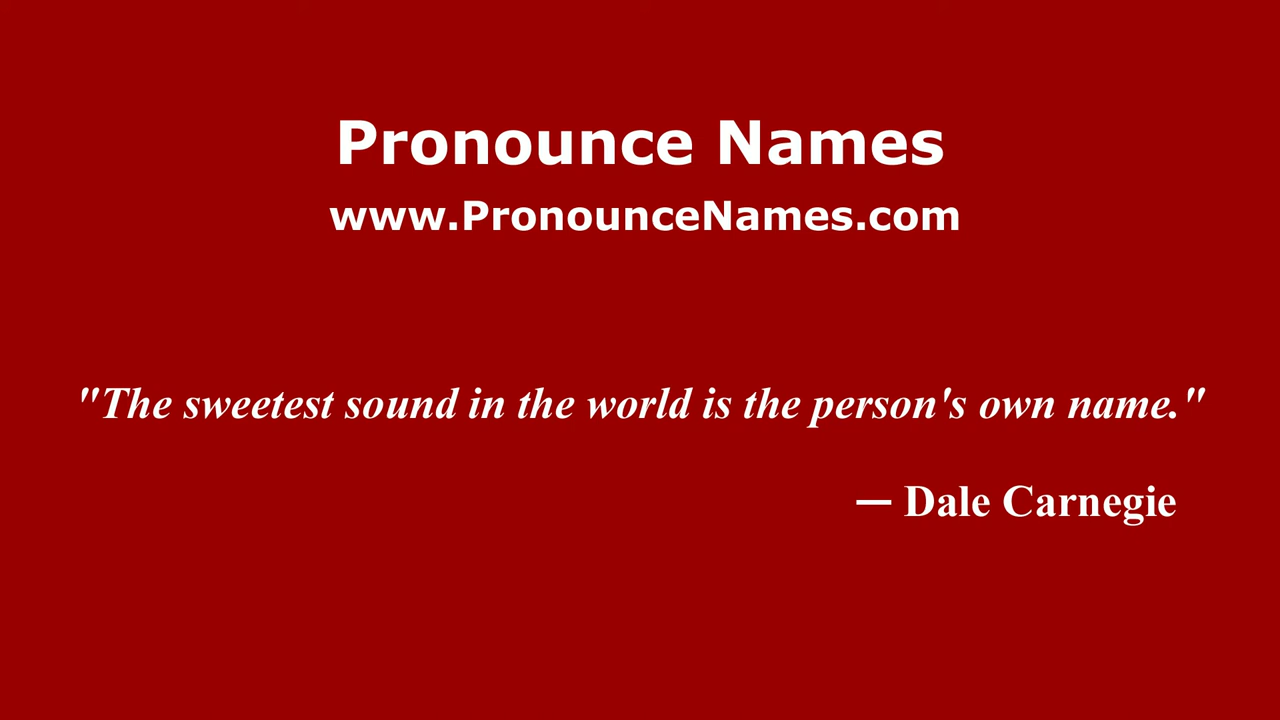 Pronounce Names
www.PronounceNames.com
"The sweetest sound in the world is the person's own name."
— Dale Carnegie